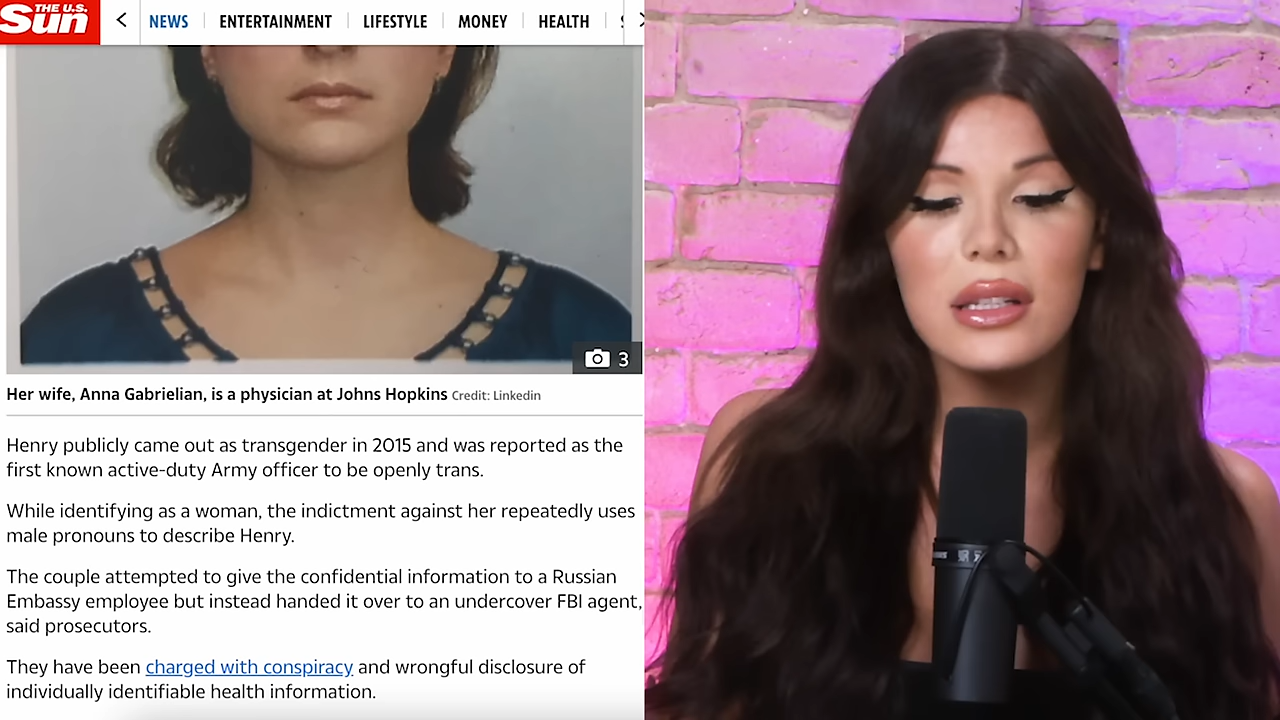 THE U.S. Sun
< NEWS ENTERTAINMENT LIFESTYLE MONEY HEALTH
3
Her wife, Anna Gabrielian, is a physician at Johns Hopkins Credit: Linkedin
Henry publicly came out as transgender in 2015 and was reported as the
first known active-duty Army officer to be openly trans.
While identifying as a woman, the indictment against her repeatedly uses
male pronouns to describe Henry.
The couple attempted to give the confidential information to a Russian
Embassy employee but instead handed it over to an undercover FBI agent,
said prosecutors.
They have been charged with conspiracy and wrongful disclosure of
individually identifiable health information.